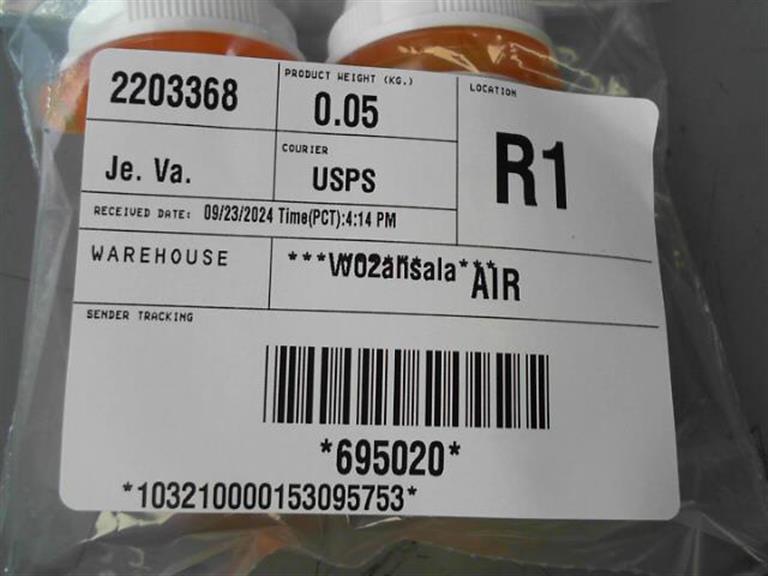 2203368
PRODUCT WEIGHT (KG.)
0.05
LOCATION
R1
Je. Va.
COURIER
USPS
RECEIVED DATE: 09/23/2024 Time(PCT):4:14 PM
WAREHOUSE
AIR
SENDER TRACKING
*695020*
*103210000153095753*